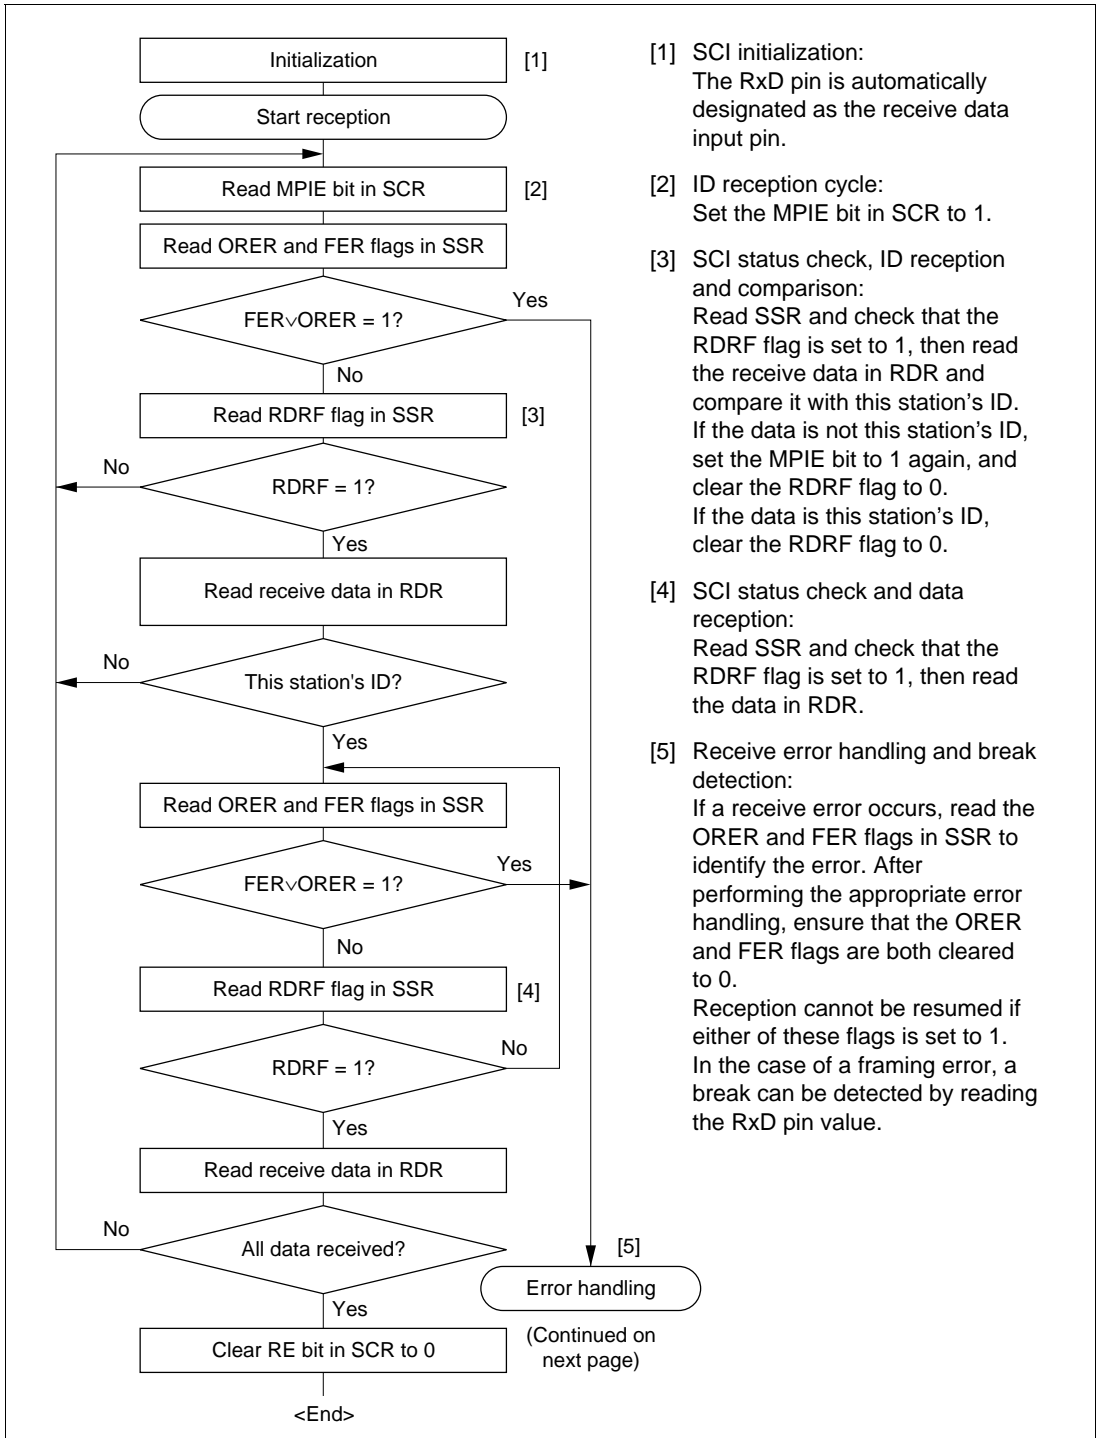 Initialization
[1]
Start reception
Read MPIE bit in SCR
[2]
Read ORER and FER flags in SSR
FER∨ORER = 1?
Yes
No
Read RDRF flag in SSR
[3]
RDRF = 1?
No
Yes
Read receive data in RDR
This station's ID?
No
Yes
Read ORER and FER flags in SSR
FER∨ORER = 1?
Yes
No
Read RDRF flag in SSR
[4]
RDRF = 1?
No
Yes
Read receive data in RDR
All data received?
No
Yes
[5]
Error handling
(Continued on
next page)
Clear RE bit in SCR to 0
<End>
[1] SCI initialization:
The RxD pin is automatically
designated as the receive data
input pin.
[2] ID reception cycle:
Set the MPIE bit in SCR to 1.
[3] SCI status check, ID reception
and comparison:
Read SSR and check that the
RDRF flag is set to 1, then read
the receive data in RDR and
compare it with this station's ID.
If the data is not this station's ID,
set the MPIE bit to 1 again, and
clear the RDRF flag to 0.
If the data is this station's ID,
clear the RDRF flag to 0.
[4] SCI status check and data
reception:
Read SSR and check that the
RDRF flag is set to 1, then read
the data in RDR.
[5] Receive error handling and break
detection:
If a receive error occurs, read the
ORER and FER flags in SSR to
identify the error. After
performing the appropriate error
handling, ensure that the ORER
and FER flags are both cleared
to 0.
Reception cannot be resumed if
either of these flags is set to 1.
In the case of a framing error, a
break can be detected by reading
the RxD pin value.